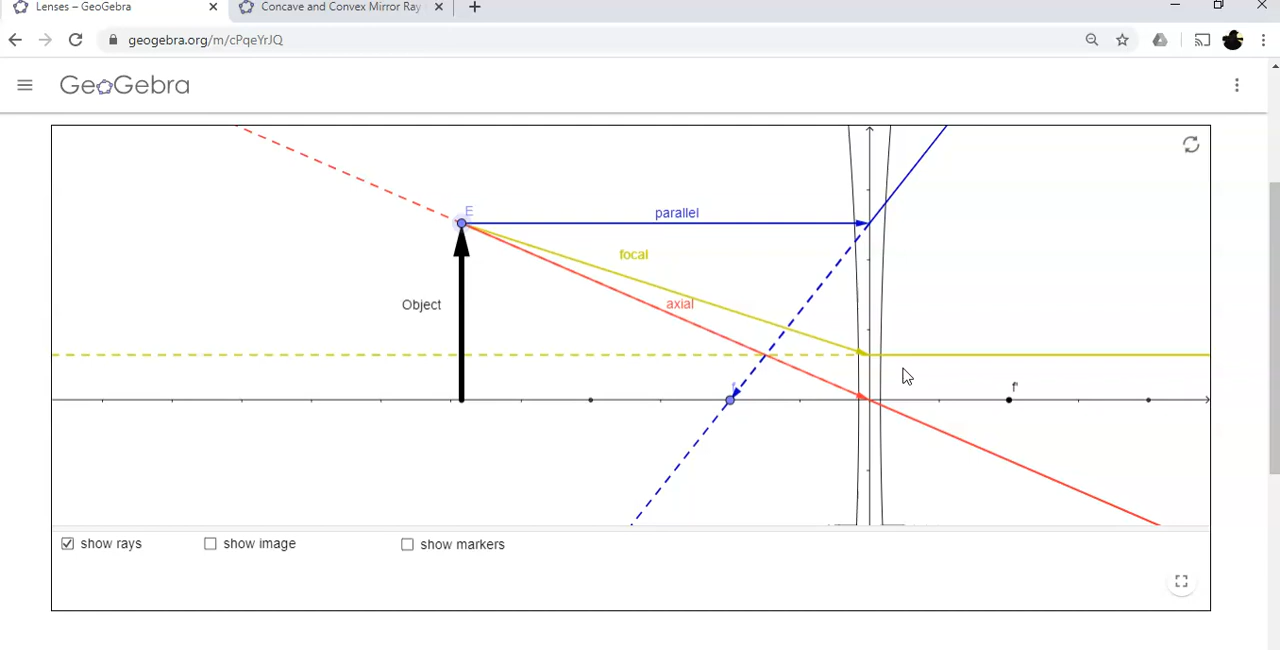 Lenses – GeoGebra
Concave and Convex Mirror Ray
geogebra.org/m/cPqeYrJQ
GeoGebra
E
parallel
focal
axial
Object
f
f'
show rays
show image
show markers